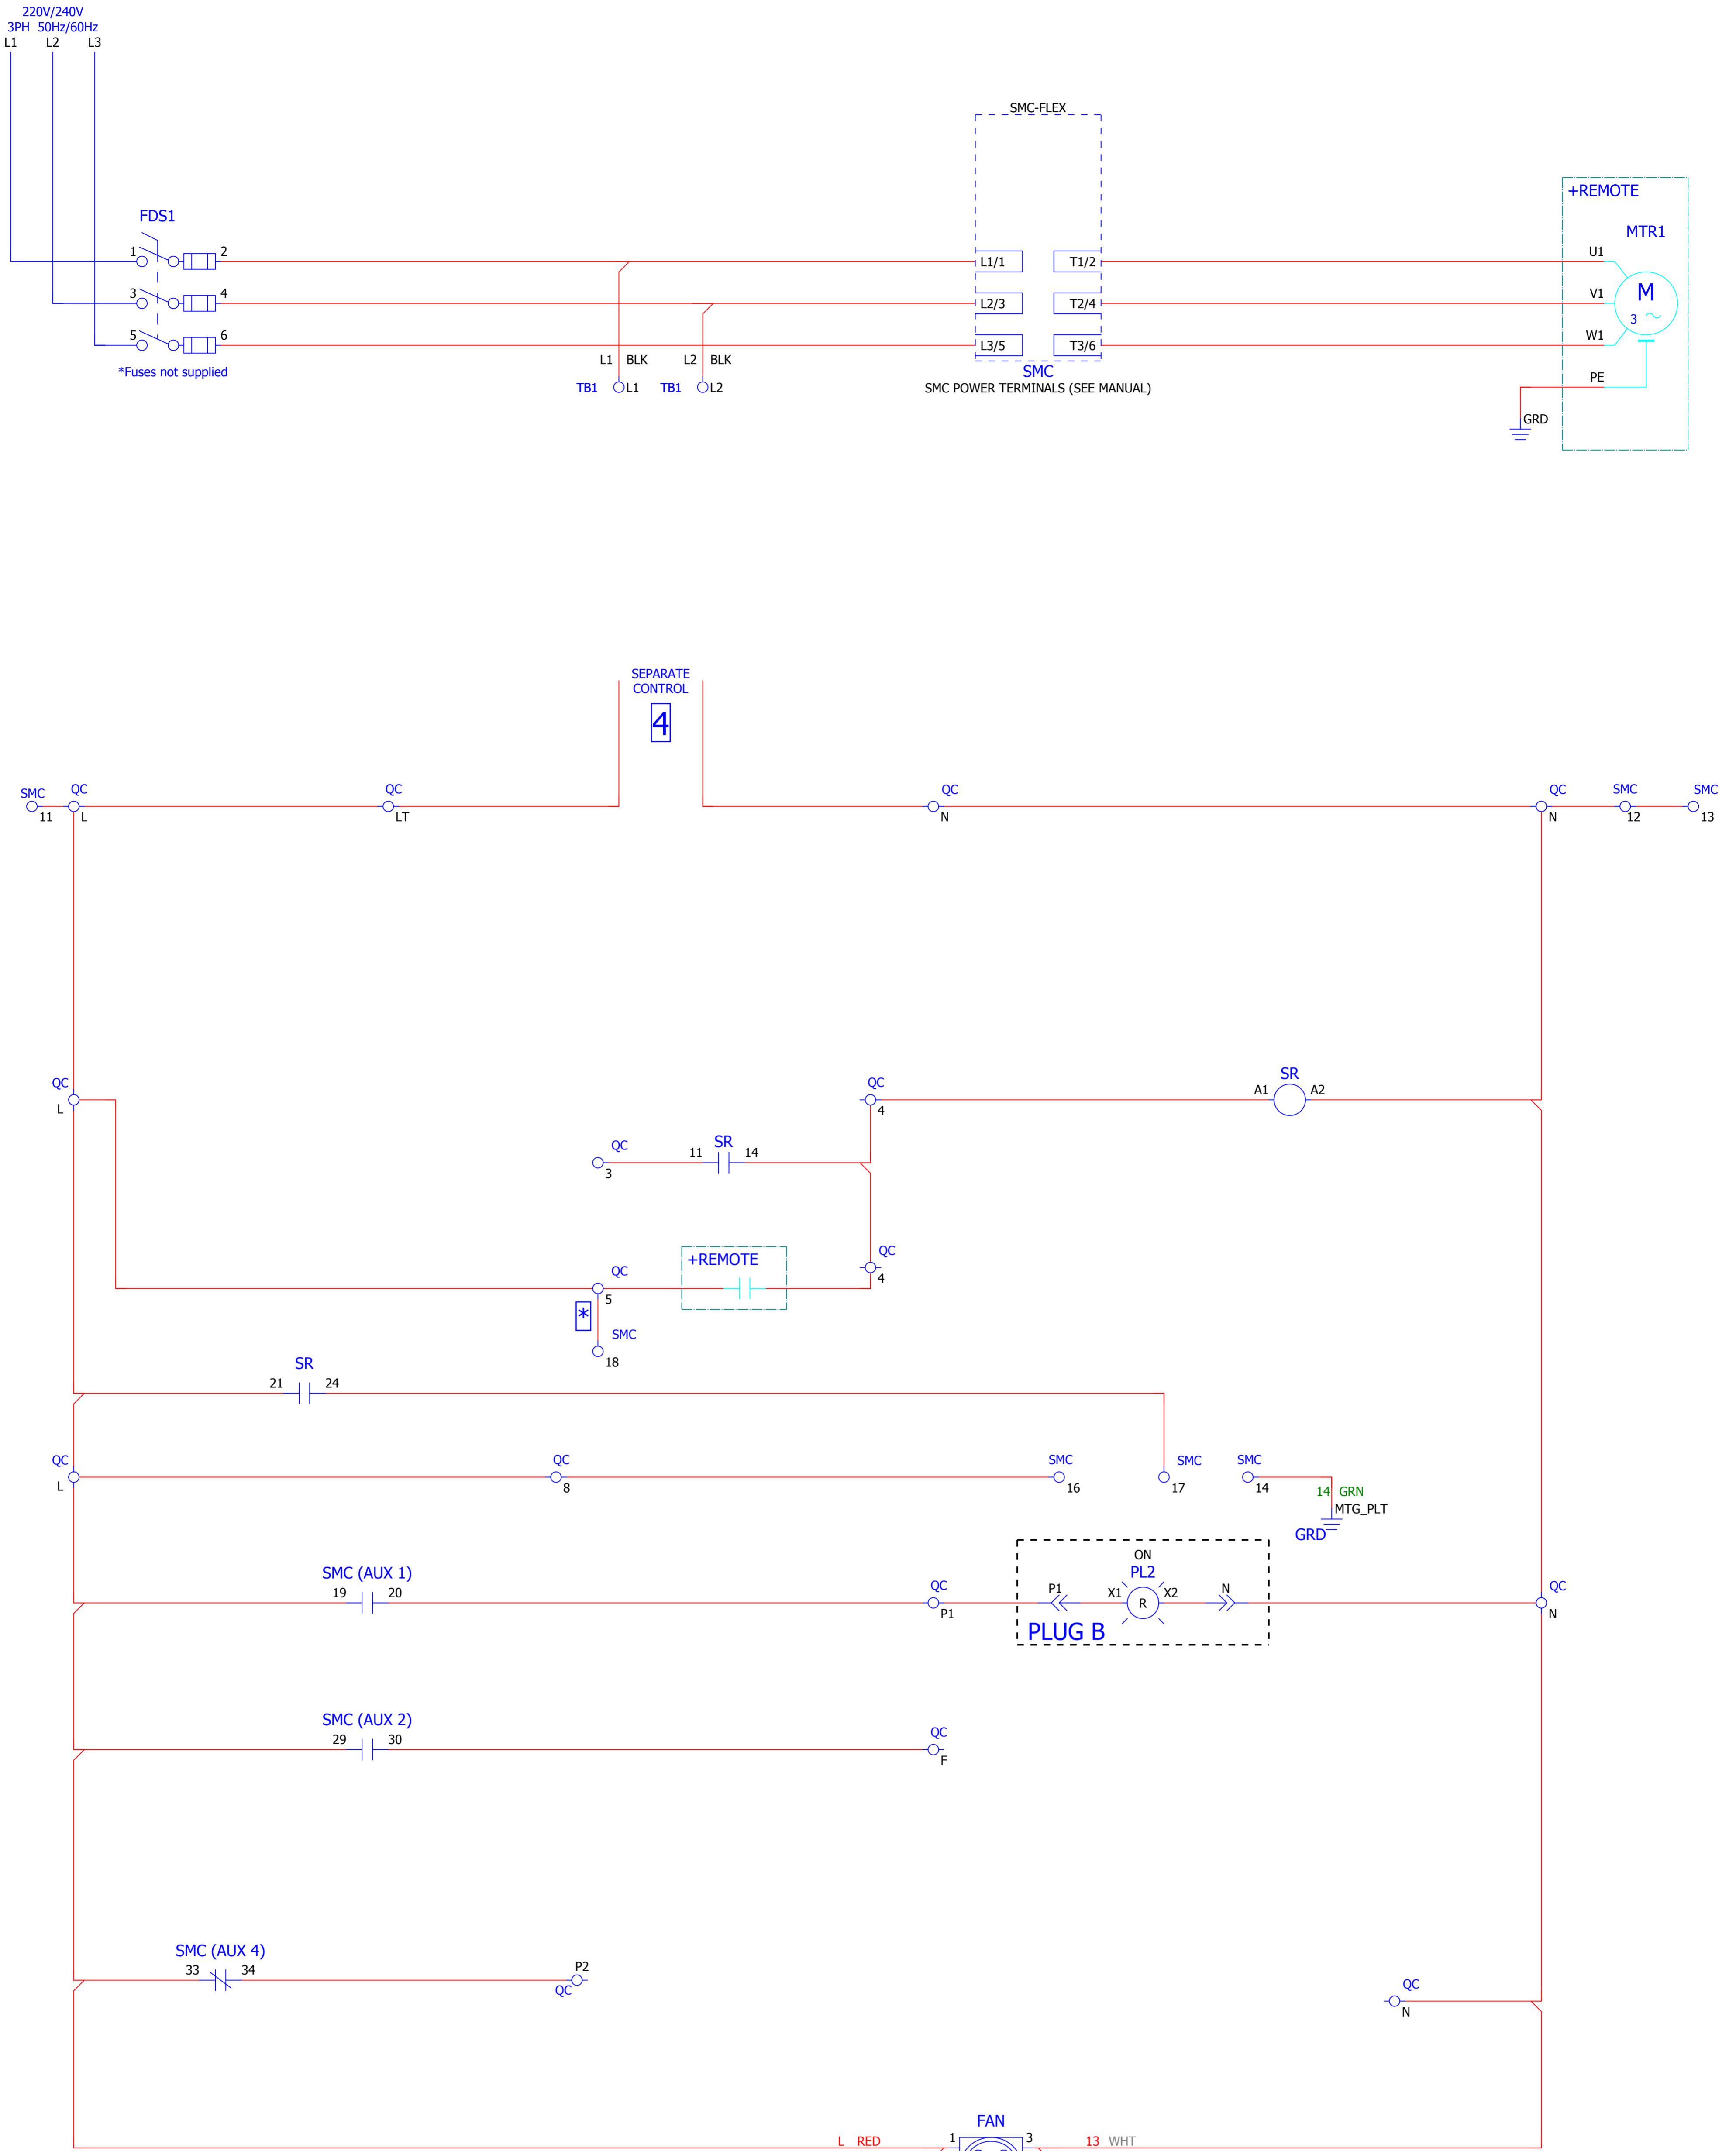 220V/240V
3PH 50Hz/60Hz
L1 L2 L3
SMC-FLEX
+REMOTE
FDS1
MTR1
1 2 L1/1 T1/2 U1
3 4 L2/3 T2/4 V1 M
3
5 6 L3/5 T3/6 W1
*Fuses not supplied
L1 BLK L2 BLK
SMC
PE
TB1 L1 TB1 L2
SMC POWER TERMINALS (SEE MANUAL)
GRD
SEPARATE
CONTROL
4
SMC QC QC QC QC SMC SMC
11 L LT N N 12 13
QC QC SR
A1 A2
L 4
QC SR
11 14
3
+REMOTE QC
QC 4
5
*
SMC
18
SR
21 24
QC QC SMC SMC SMC
L 8 16 17 14
14 GRN
MTG_PLT
GRD
ON
SMC (AUX 1) PL2
19 20 QC P1 X1 R X2 N QC
P1 N
PLUG B
SMC (AUX 2)
29 30 QC
F
SMC (AUX 4)
33 34 P2
QC QC
N
FAN
L RED 1 3 13 WHT